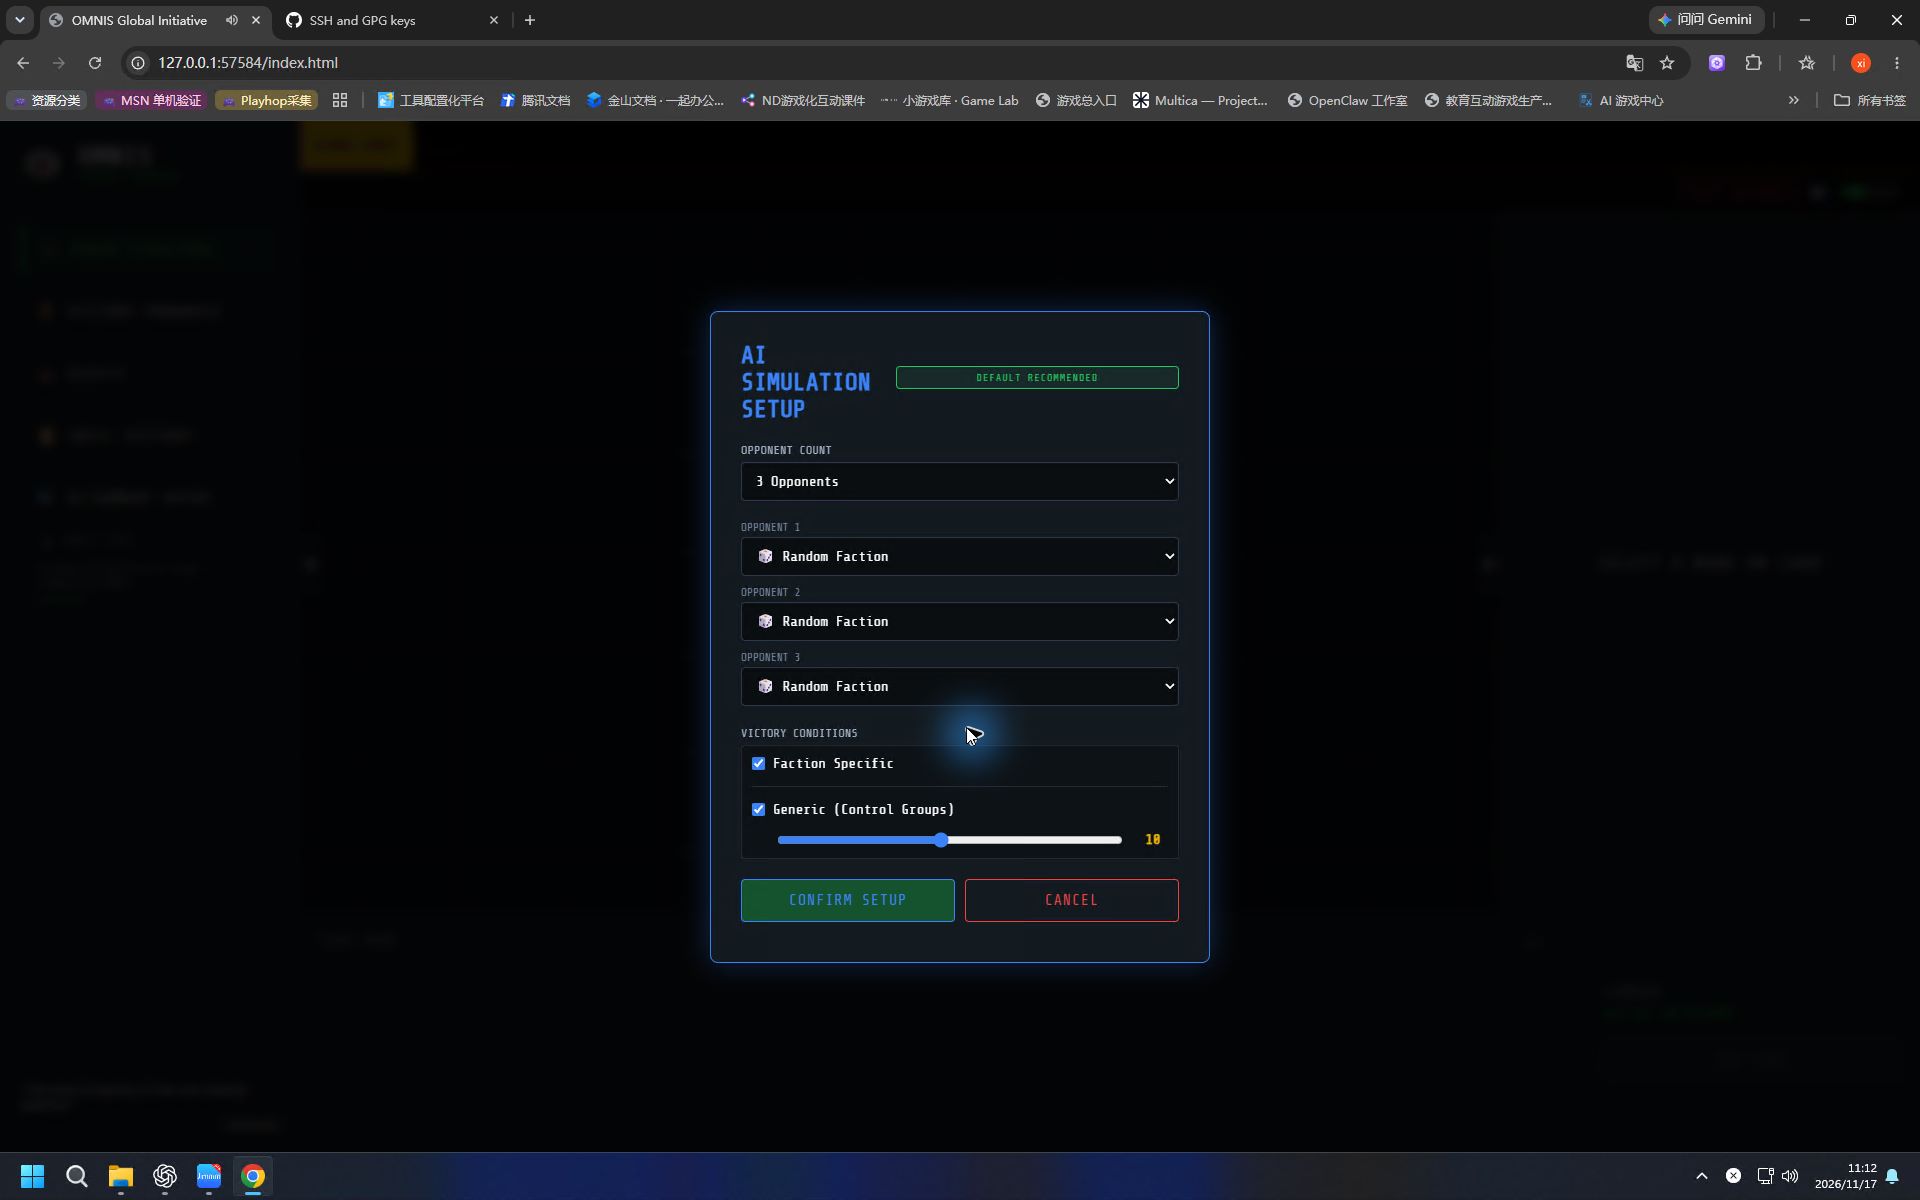 OMNIS Global Initiative
SSH and GPG keys
问问 Gemini
127.0.0.1:57584/index.html
xi
资源分类
MSN 单机验证
Playhop采集
工具配置化平台
腾讯文档
金山文档 · 一起办公...
ND游戏化互动课件
小游戏库 · Game Lab
游戏总入口
Multica — Project...
OpenClaw 工作室
教育互动游戏生产...
AI 游戏中心
所有书签
AI
SIMULATION
SETUP
DEFAULT RECOMMENDED
OPPONENT COUNT
3 Opponents
OPPONENT 1
Random Faction
OPPONENT 2
Random Faction
OPPONENT 3
Random Faction
VICTORY CONDITIONS
Faction Specific
Generic (Control Groups)
10
CONFIRM SETUP
CANCEL
11:12
2026/11/17